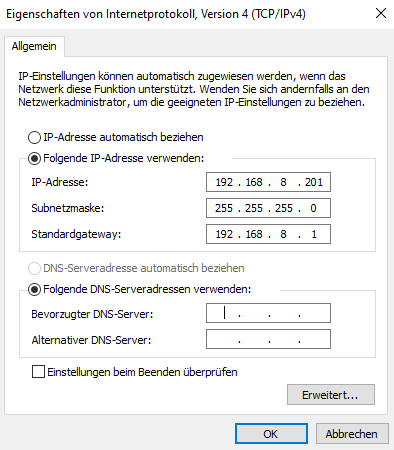 Eigenschaften von Internetprotokoll, Version 4 (TCP/IPv4)
Allgemein
IP-Einstellungen können automatisch zugewiesen werden, wenn das
Netzwerk diese Funktion unterstützt. Wenden Sie sich andernfalls an den
Netzwerkadministrator, um die geeigneten IP-Einstellungen zu beziehen.
IP-Adresse automatisch beziehen
Folgende IP-Adresse verwenden:
IP-Adresse: 192 . 168 . 8 . 201
Subnetzmaske: 255 . 255 . 255 . 0
Standardgateway: 192 . 168 . 8 . 1
DNS-Serveradresse automatisch beziehen
Folgende DNS-Serveradressen verwenden:
Bevorzugter DNS-Server: . . .
Alternativer DNS-Server: . . .
Einstellungen beim Beenden überprüfen
Erweitert...
OK Abbrechen